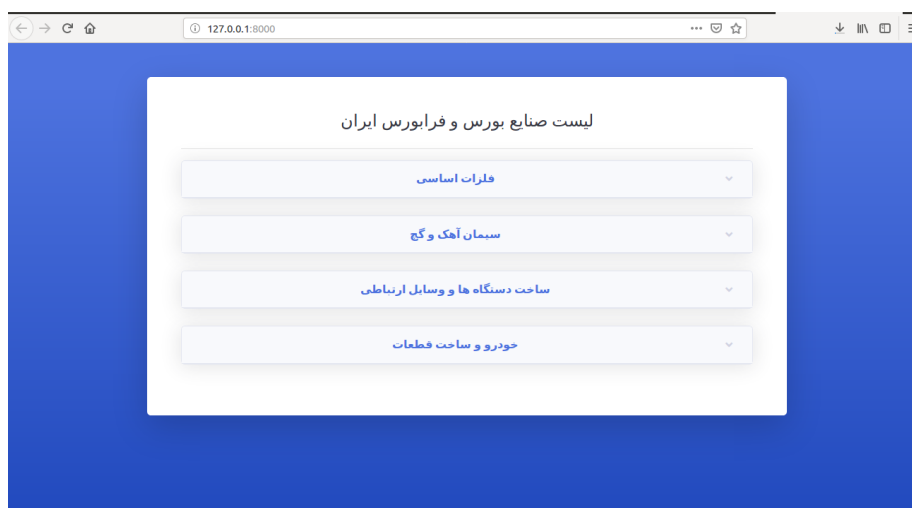 127.0.0.1:8000
لیست صنایع بورس و فرابورس ایران
فلزات اساسی
سیمان آهک و گچ
ساخت دستگاه ها و وسایل ارتباطی
خودرو و ساخت قطعات